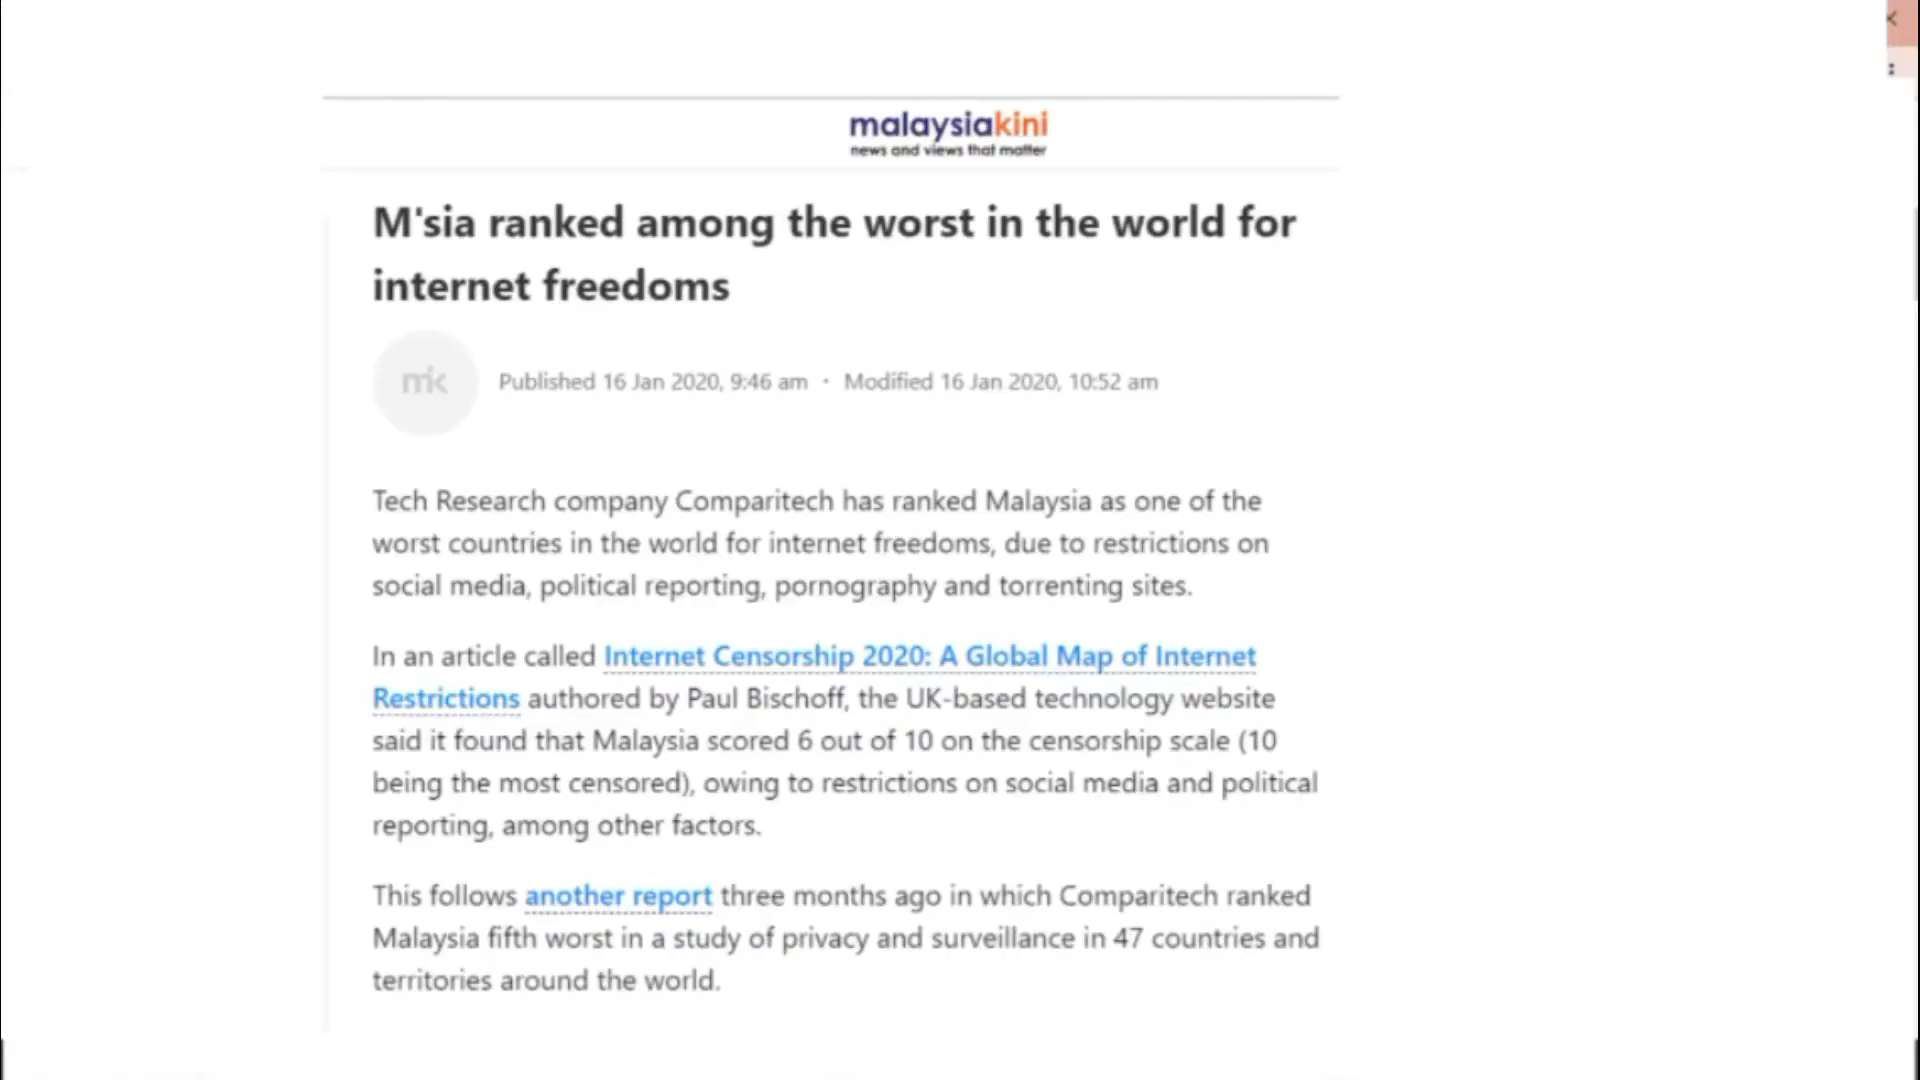 malaysiakini
news and views that matter
M'sia ranked among the worst in the world for
internet freedoms
mk
Published 16 Jan 2020, 9:46 am • Modified 16 Jan 2020, 10:52 am
Tech Research company Comparitech has ranked Malaysia as one of the
worst countries in the world for internet freedoms, due to restrictions on
social media, political reporting, pornography and torrenting sites.
In an article called Internet Censorship 2020: A Global Map of Internet
Restrictions authored by Paul Bischoff, the UK-based technology website
said it found that Malaysia scored 6 out of 10 on the censorship scale (10
being the most censored), owing to restrictions on social media and political
reporting, among other factors.
This follows another report three months ago in which Comparitech ranked
Malaysia fifth worst in a study of privacy and surveillance in 47 countries and
territories around the world.